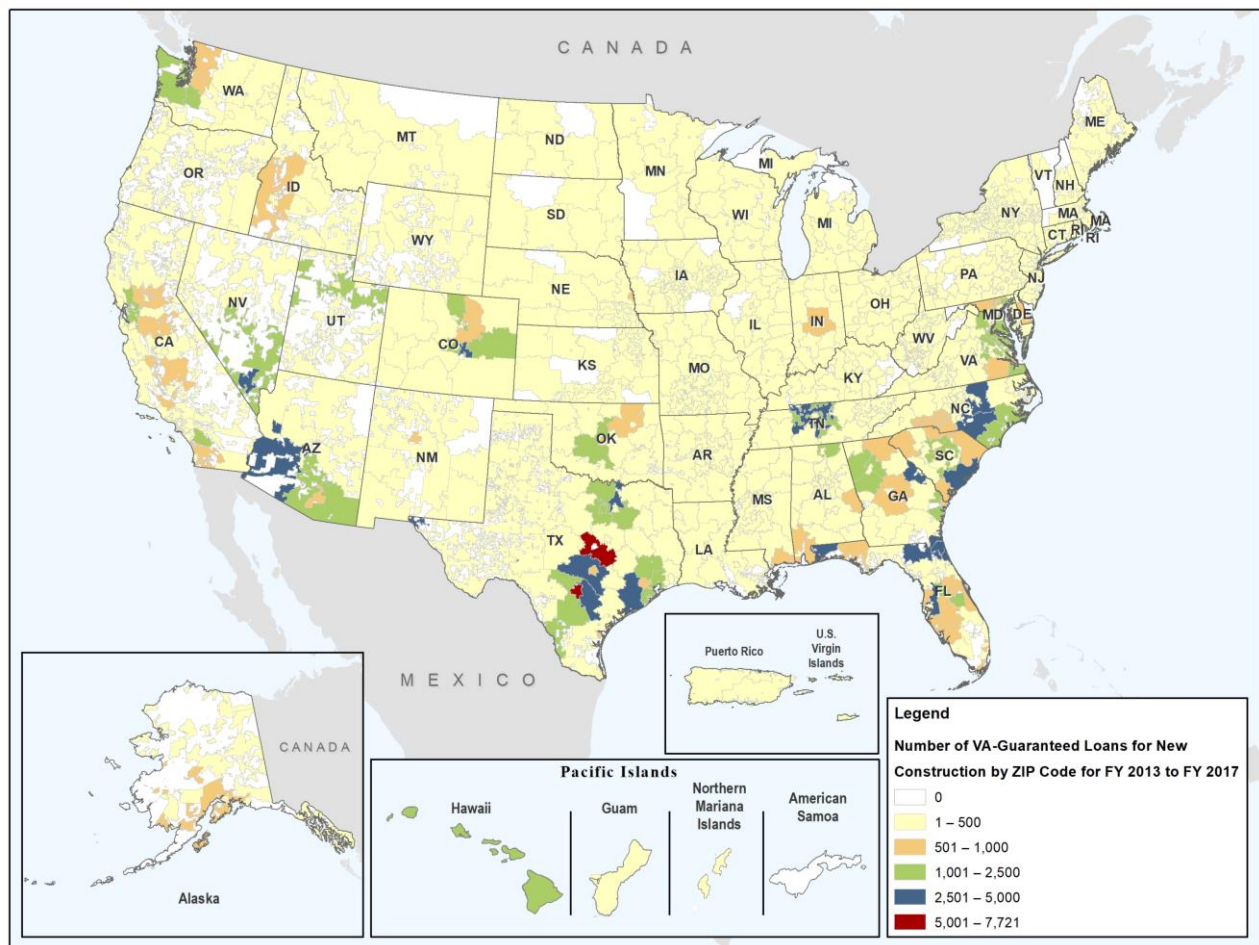 CANADA
WA
MT
ND
MN
MI
ME
VT
NH
OR
ID
SD
WI
MI
NY
MA
MA
CT
RI
RI
WY
IA
PA
NJ
NE
NV
UT
CO
IL
IN
OH
MD
DE
WV
VA
CA
KS
MO
KY
NC
TN
AZ
NM
OK
AR
SC
MS
AL
GA
TX
LA
FL
MEXICO
Puerto Rico
U.S.
Virgin
Islands
CANADA
Alaska
Pacific Islands
Hawaii
Guam
Northern
Mariana
Islands
American
Samoa
Legend
Number of VA-Guaranteed Loans for New
Construction by ZIP Code for FY 2013 to FY 2017
0
1 – 500
501 – 1,000
1,001 – 2,500
2,501 – 5,000
5,001 – 7,721